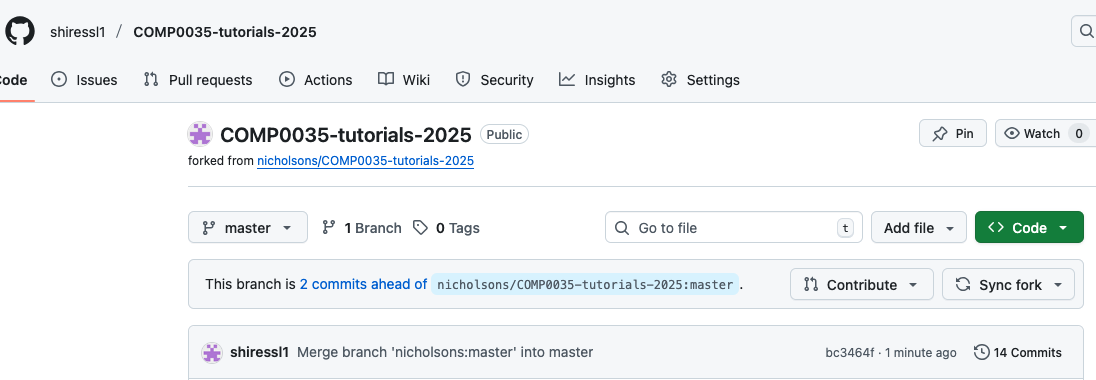 shiressl1 / COMP0035-tutorials-2025
ode Issues Pull requests Actions Wiki Security Insights Settings
COMP0035-tutorials-2025 Public Pin Watch 0
forked from nicholsons/COMP0035-tutorials-2025
master 1 Branch 0 Tags Go to file t Add file <> Code
This branch is 2 commits ahead of nicholsons/COMP0035-tutorials-2025:master. Contribute Sync fork
shiressl1 Merge branch 'nicholsons:master' into master bc3464f · 1 minute ago 14 Commits